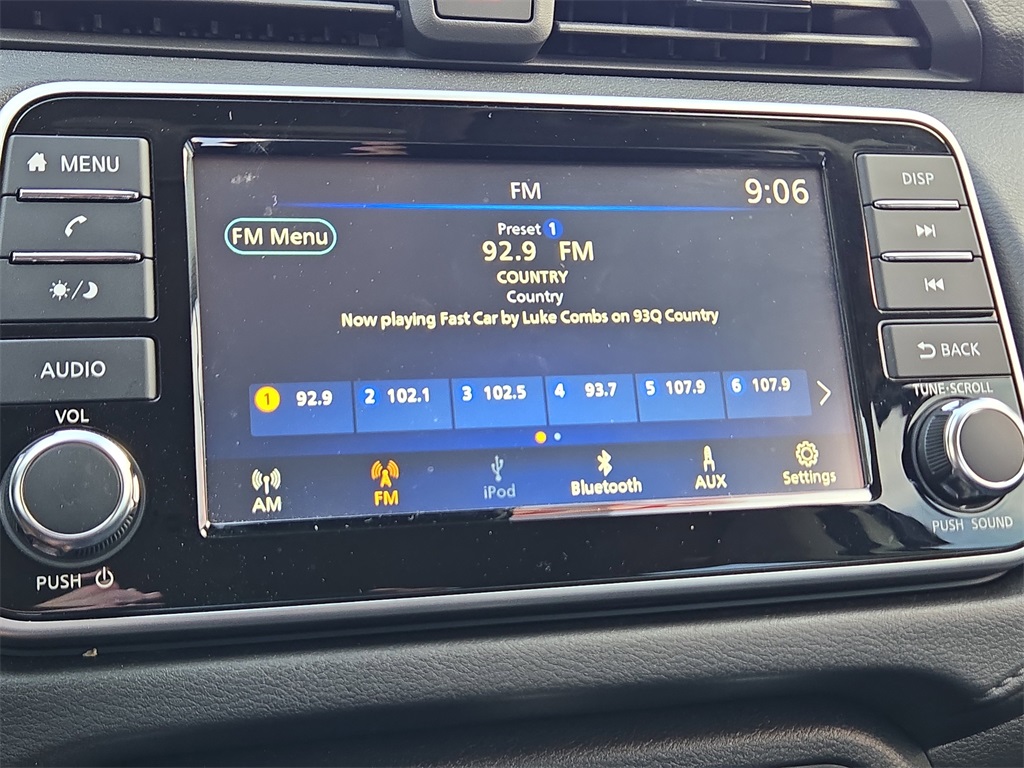 MENU
FM
9:06
DISP
FM Menu
Preset 1
92.9 FM
COUNTRY
Country
Now playing Fast Car by Luke Combs on 93Q Country
AUDIO
BACK
1 92.9 2 102.1 3 102.5 4 93.7 5 107.9 6 107.9
VOL
TUNE·SCROLL
AM FM iPod Bluetooth AUX Settings
PUSH
PUSH SOUND